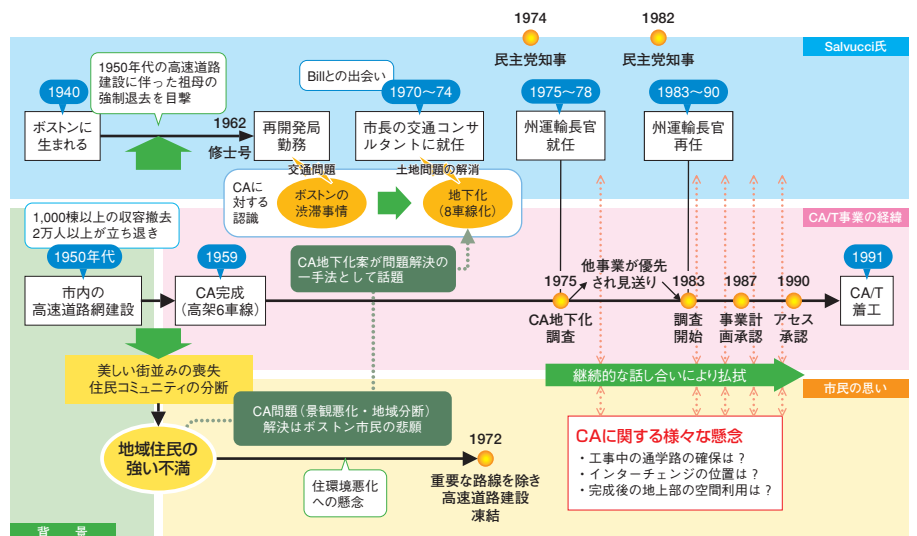 1974
民主党知事
1982
民主党知事
Salvucci氏
1950年代の高速道路
建設に伴った祖母の
強制退去を目撃
Billとの出会い
1940
ボストンに
生まれる
1962
修士号
再開発局
勤務
1970～74
市長の交通コンサ
ルタントに就任
1975～78
州運輸長官
就任
1983～90
州運輸長官
再任
交通問題
土地問題の解消
CAに
対する
認識
ボストンの
渋滞事情
地下化
(8車線化)
1,000棟以上の収容撤去
2万人以上が立ち退き
CA/T事業の経緯
1950年代
市内の
高速道路網建設
1959
CA完成
(高架6車線)
CA地下化案が問題解決の
一手法として話題
他事業が優先
され見送り
1975
CA地下化
調査
1983
調査
開始
1987
事業計
画承認
1990
アセス
承認
1991
CA/T
着工
美しい街並みの喪失
住民コミュニティの分断
継続的な話し合いにより払拭
市民の思い
CA問題(景観悪化・地域分断)
解決はボストン市民の悲願
地域住民の
強い不満
1972
重要な路線を除き
高速道路建設
凍結
住環境悪化
への懸念
CAに関する様々な懸念
・工事中の通学路の確保は？
・インターチェンジの位置は？
・完成後の地上部の空間利用は？
背 景